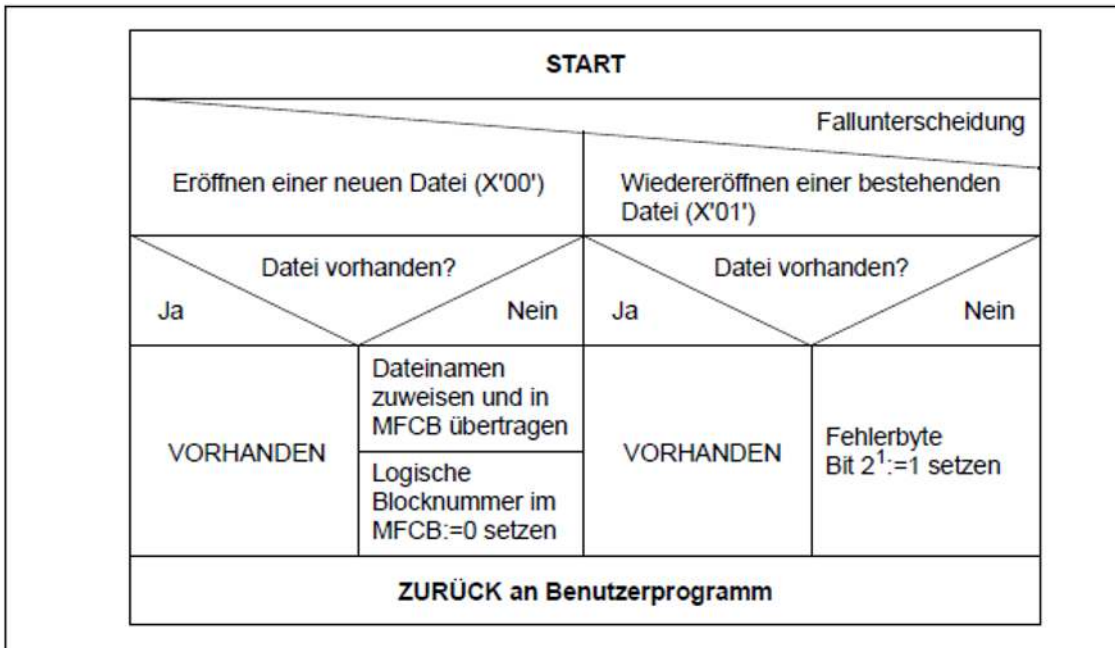 START
Fallunterscheidung
Eröffnen einer neuen Datei (X'00')
Wiedereröffnen einer bestehenden
Datei (X'01')
Datei vorhanden?
Ja
Nein
Datei vorhanden?
Ja
Nein
VORHANDEN
Dateinamen
zuweisen und in
MFCB übertragen
Logische
Blocknummer im
MFCB:=0 setzen
VORHANDEN
Fehlerbyte
Bit 2¹:=1 setzen
ZURÜCK an Benutzerprogramm